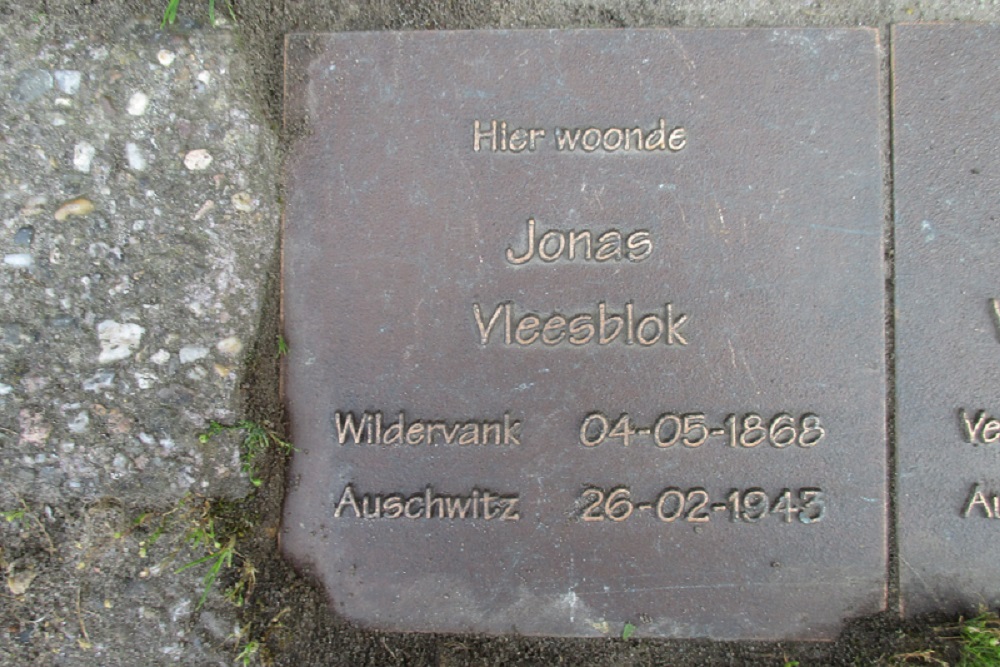 Hier woonde
Jonas
Vleesblok
Wildervank 04-05-1868
Auschwitz 26-02-1943